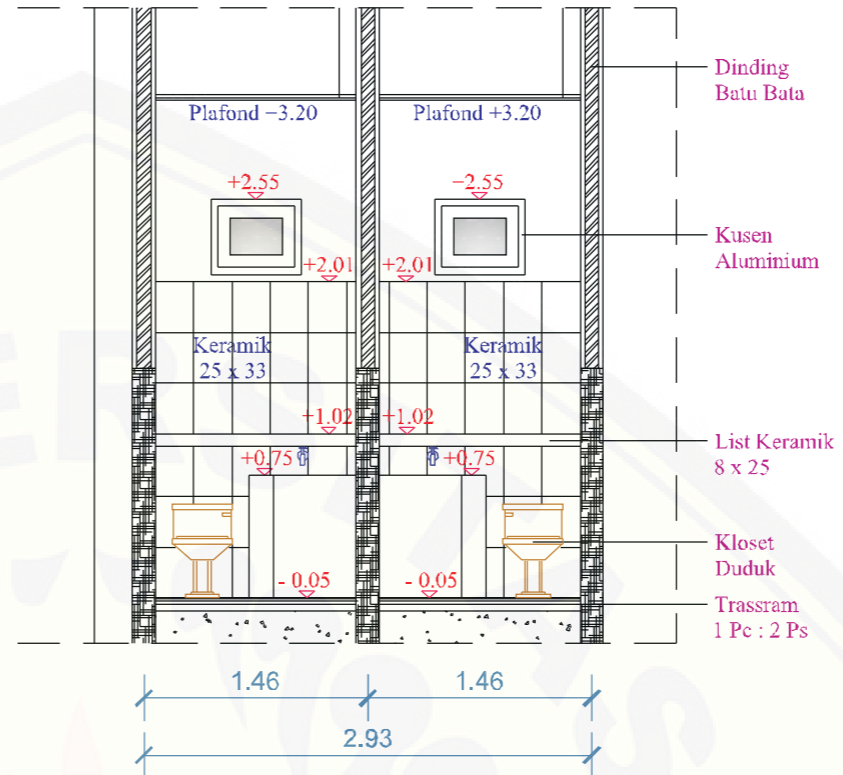 Dinding
Batu Bata
Plafond −3.20
Plafond +3.20
+2.55
−2.55
Kusen
Aluminium
+2.01
+2.01
Keramik
25 x 33
Keramik
25 x 33
+1.02
+1.02
List Keramik
8 x 25
+0.75
+0.75
Kloset
Duduk
- 0.05
- 0.05
Trassram
1 Pc : 2 Ps
1.46
1.46
2.93